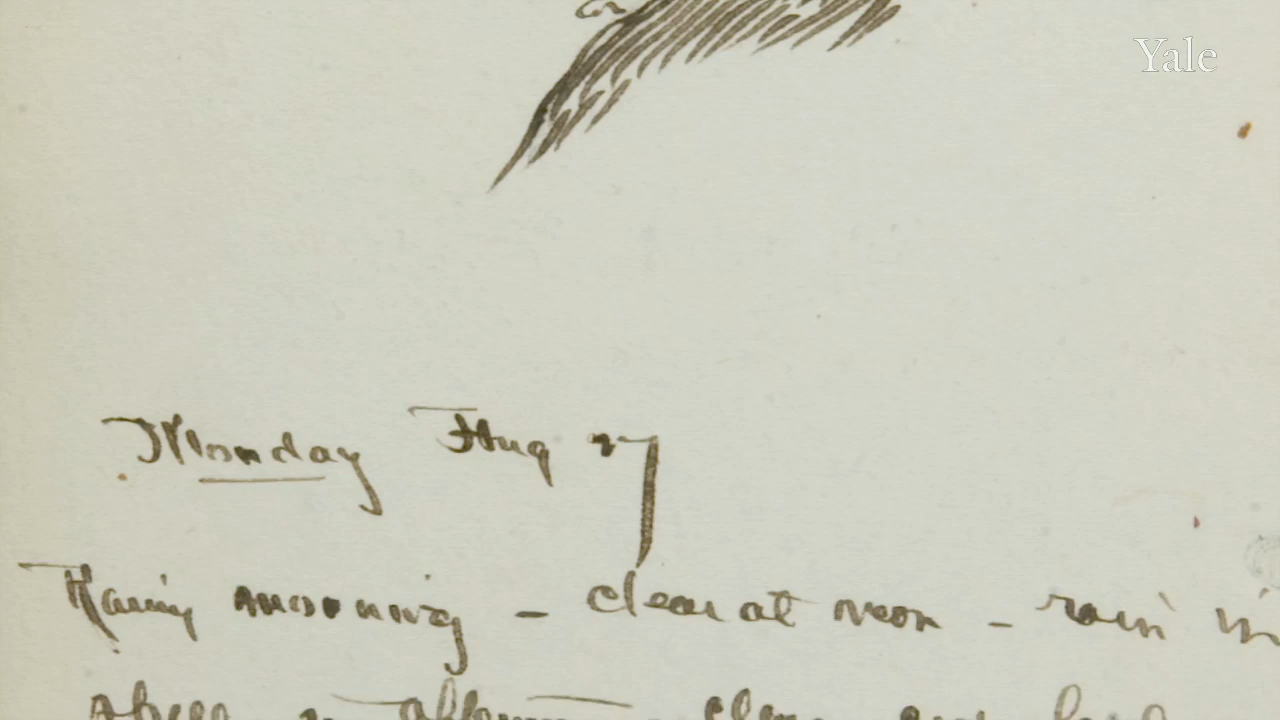 Yale
Monday Aug 27
Rainy morning – clear at noon – rain in